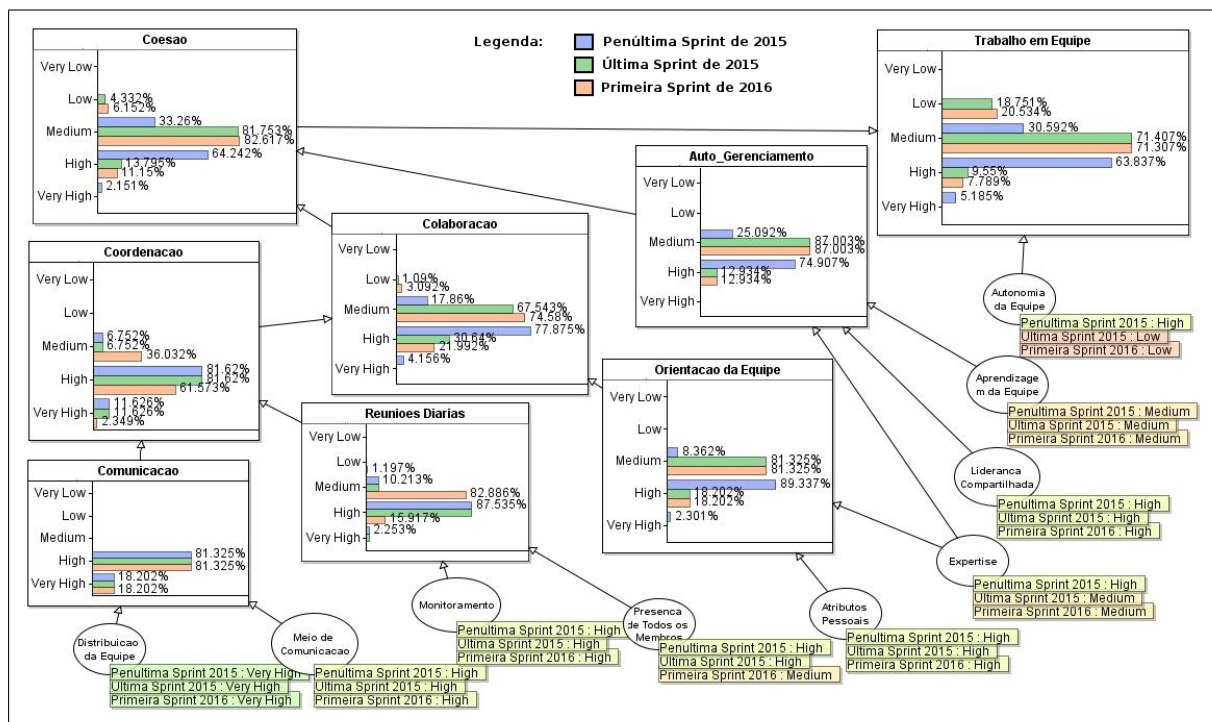 Legenda:
Penúltima Sprint de 2015
Última Sprint de 2015
Primeira Sprint de 2016
Coesao
Very Low
Low
4.332%
6.152%
Medium
33.26%
81.753%
82.617%
High
64.242%
13.795%
11.15%
Very High
2.151%
Trabalho em Equipe
Very Low
Low
18.751%
20.534%
Medium
30.592%
71.407%
71.307%
High
63.837%
9.55%
7.789%
Very High
5.185%
Auto_Gerenciamento
Very Low
Low
Medium
25.092%
87.003%
87.003%
High
74.907%
12.934%
12.934%
Very High
Colaboracao
Very Low
Low
1.09%
3.092%
Medium
17.86%
67.543%
74.58%
High
77.875%
30.64%
21.992%
Very High
4.156%
Coordenacao
Very Low
Low
Medium
6.752%
6.752%
36.032%
High
81.62%
81.62%
61.573%
Very High
11.626%
11.626%
2.349%
Orientacao da Equipe
Very Low
Low
Medium
8.362%
81.325%
81.325%
High
89.337%
18.202%
18.202%
Very High
2.301%
Reunioes Diarias
Very Low
Low
1.197%
Medium
10.213%
82.886%
High
87.535%
15.917%
Very High
2.253%
Comunicacao
Very Low
Low
Medium
High
81.325%
81.325%
Very High
18.202%
18.202%
Autonomia
da Equipe
Penultima Sprint 2015 : High
Ultima Sprint 2015 : Low
Primeira Sprint 2016 : Low
Aprendizage
m da Equipe
Penultima Sprint 2015 : Medium
Ultima Sprint 2015 : Medium
Primeira Sprint 2016 : Medium
Lideranca
Compartilhada
Penultima Sprint 2015 : High
Ultima Sprint 2015 : High
Primeira Sprint 2016 : High
Expertise
Penultima Sprint 2015 : High
Ultima Sprint 2015 : Medium
Primeira Sprint 2016 : Medium
Atributos
Pessoais
Penultima Sprint 2015 : High
Ultima Sprint 2015 : High
Primeira Sprint 2016 : High
Presenca
de Todos os
Membros
Penultima Sprint 2015 : High
Ultima Sprint 2015 : High
Primeira Sprint 2016 : Medium
Monitoramento
Penultima Sprint 2015 : High
Ultima Sprint 2015 : High
Primeira Sprint 2016 : High
Meio de
Comunicacao
Penultima Sprint 2015 : High
Ultima Sprint 2015 : High
Primeira Sprint 2016 : High
Distribuicao
da Equipe
Penultima Sprint 2015 : Very High
Ultima Sprint 2015 : Very High
Primeira Sprint 2016 : Very High